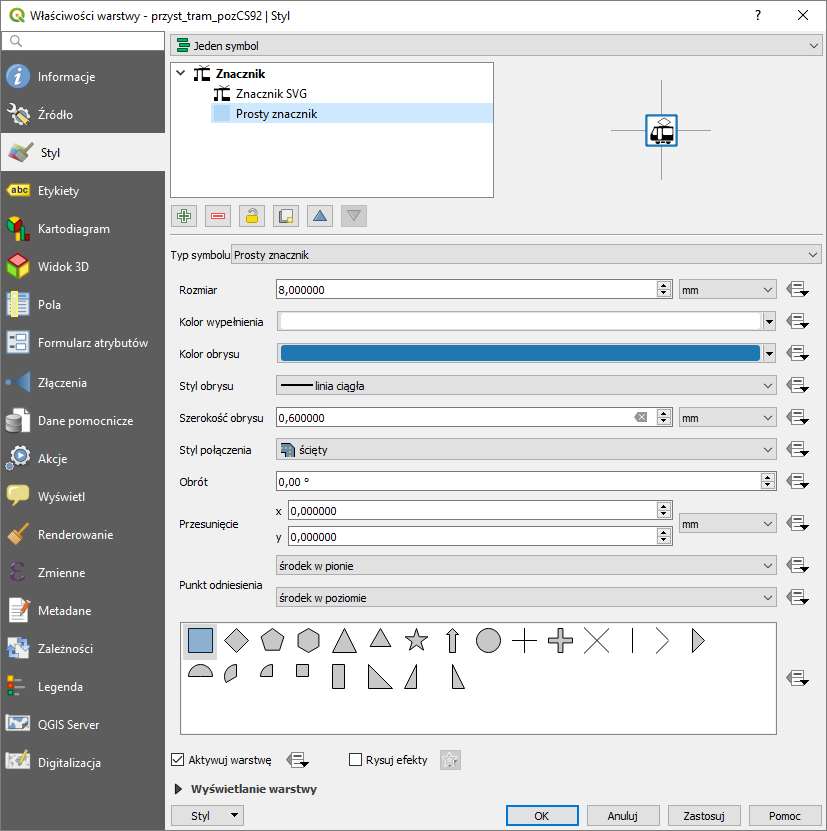 Właściwości warstwy - przyst_tram_pozCS92 | Styl
?
Informacje
Źródło
Styl
abc Etykiety
Kartodiagram
Widok 3D
Pola
Formularz atrybutów
Złączenia
Dane pomocnicze
Akcje
Wyświetl
Renderowanie
Zmienne
Metadane
Zależności
Legenda
QGIS Server
Digitalizacja
Jeden symbol
Znacznik
Znacznik SVG
Prosty znacznik
Typ symbolu Prosty znacznik
Rozmiar 8,000000 mm
Kolor wypełnienia
Kolor obrysu
Styl obrysu linia ciągła
Szerokość obrysu 0,600000 mm
Styl połączenia ścięty
Obrót 0,00 °
Przesunięcie x 0,000000 mm
y 0,000000
Punkt odniesienia środek w pionie
środek w poziomie
Aktywuj warstwę Rysuj efekty
Wyświetlanie warstwy
Styl OK Anuluj Zastosuj Pomoc